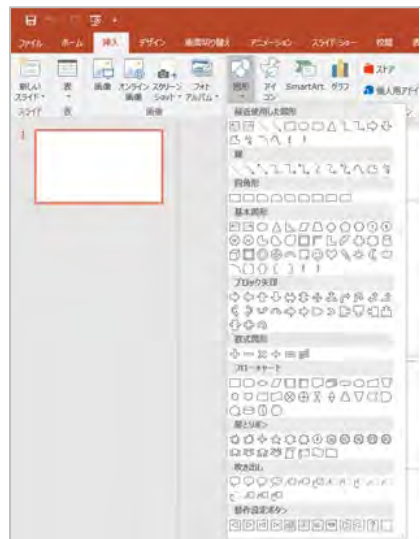 ファイル ホーム 挿入 デザイン 画面切り替え アニメーション スライド ショー 校閲
新しい 表 画像 オンライン スクリーン フォト 図形 アイ SmartArt グラフ ストア
スライド 画像 Shot アルバム コン 個人用アドイ
スライド 表 画像
1
最近使用した図形
線
四角形
基本図形
ブロック矢印
数式図形
フローチャート
星とリボン
吹き出し
動作設定ボタン